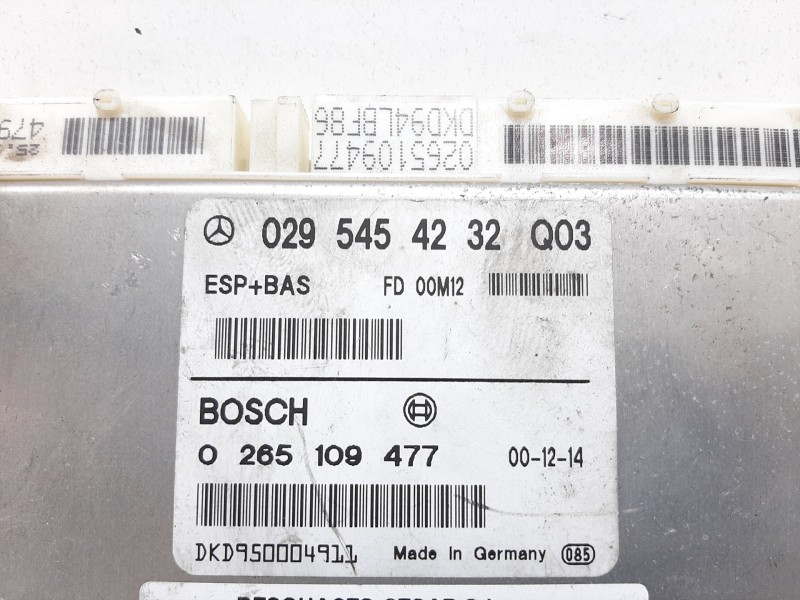 0265109477
DKD94LBF86
029 545 42 32 Q03
ESP+BAS FD 00M12
BOSCH
0 265 109 477 00-12-14
DKD950004911 Made in Germany 085